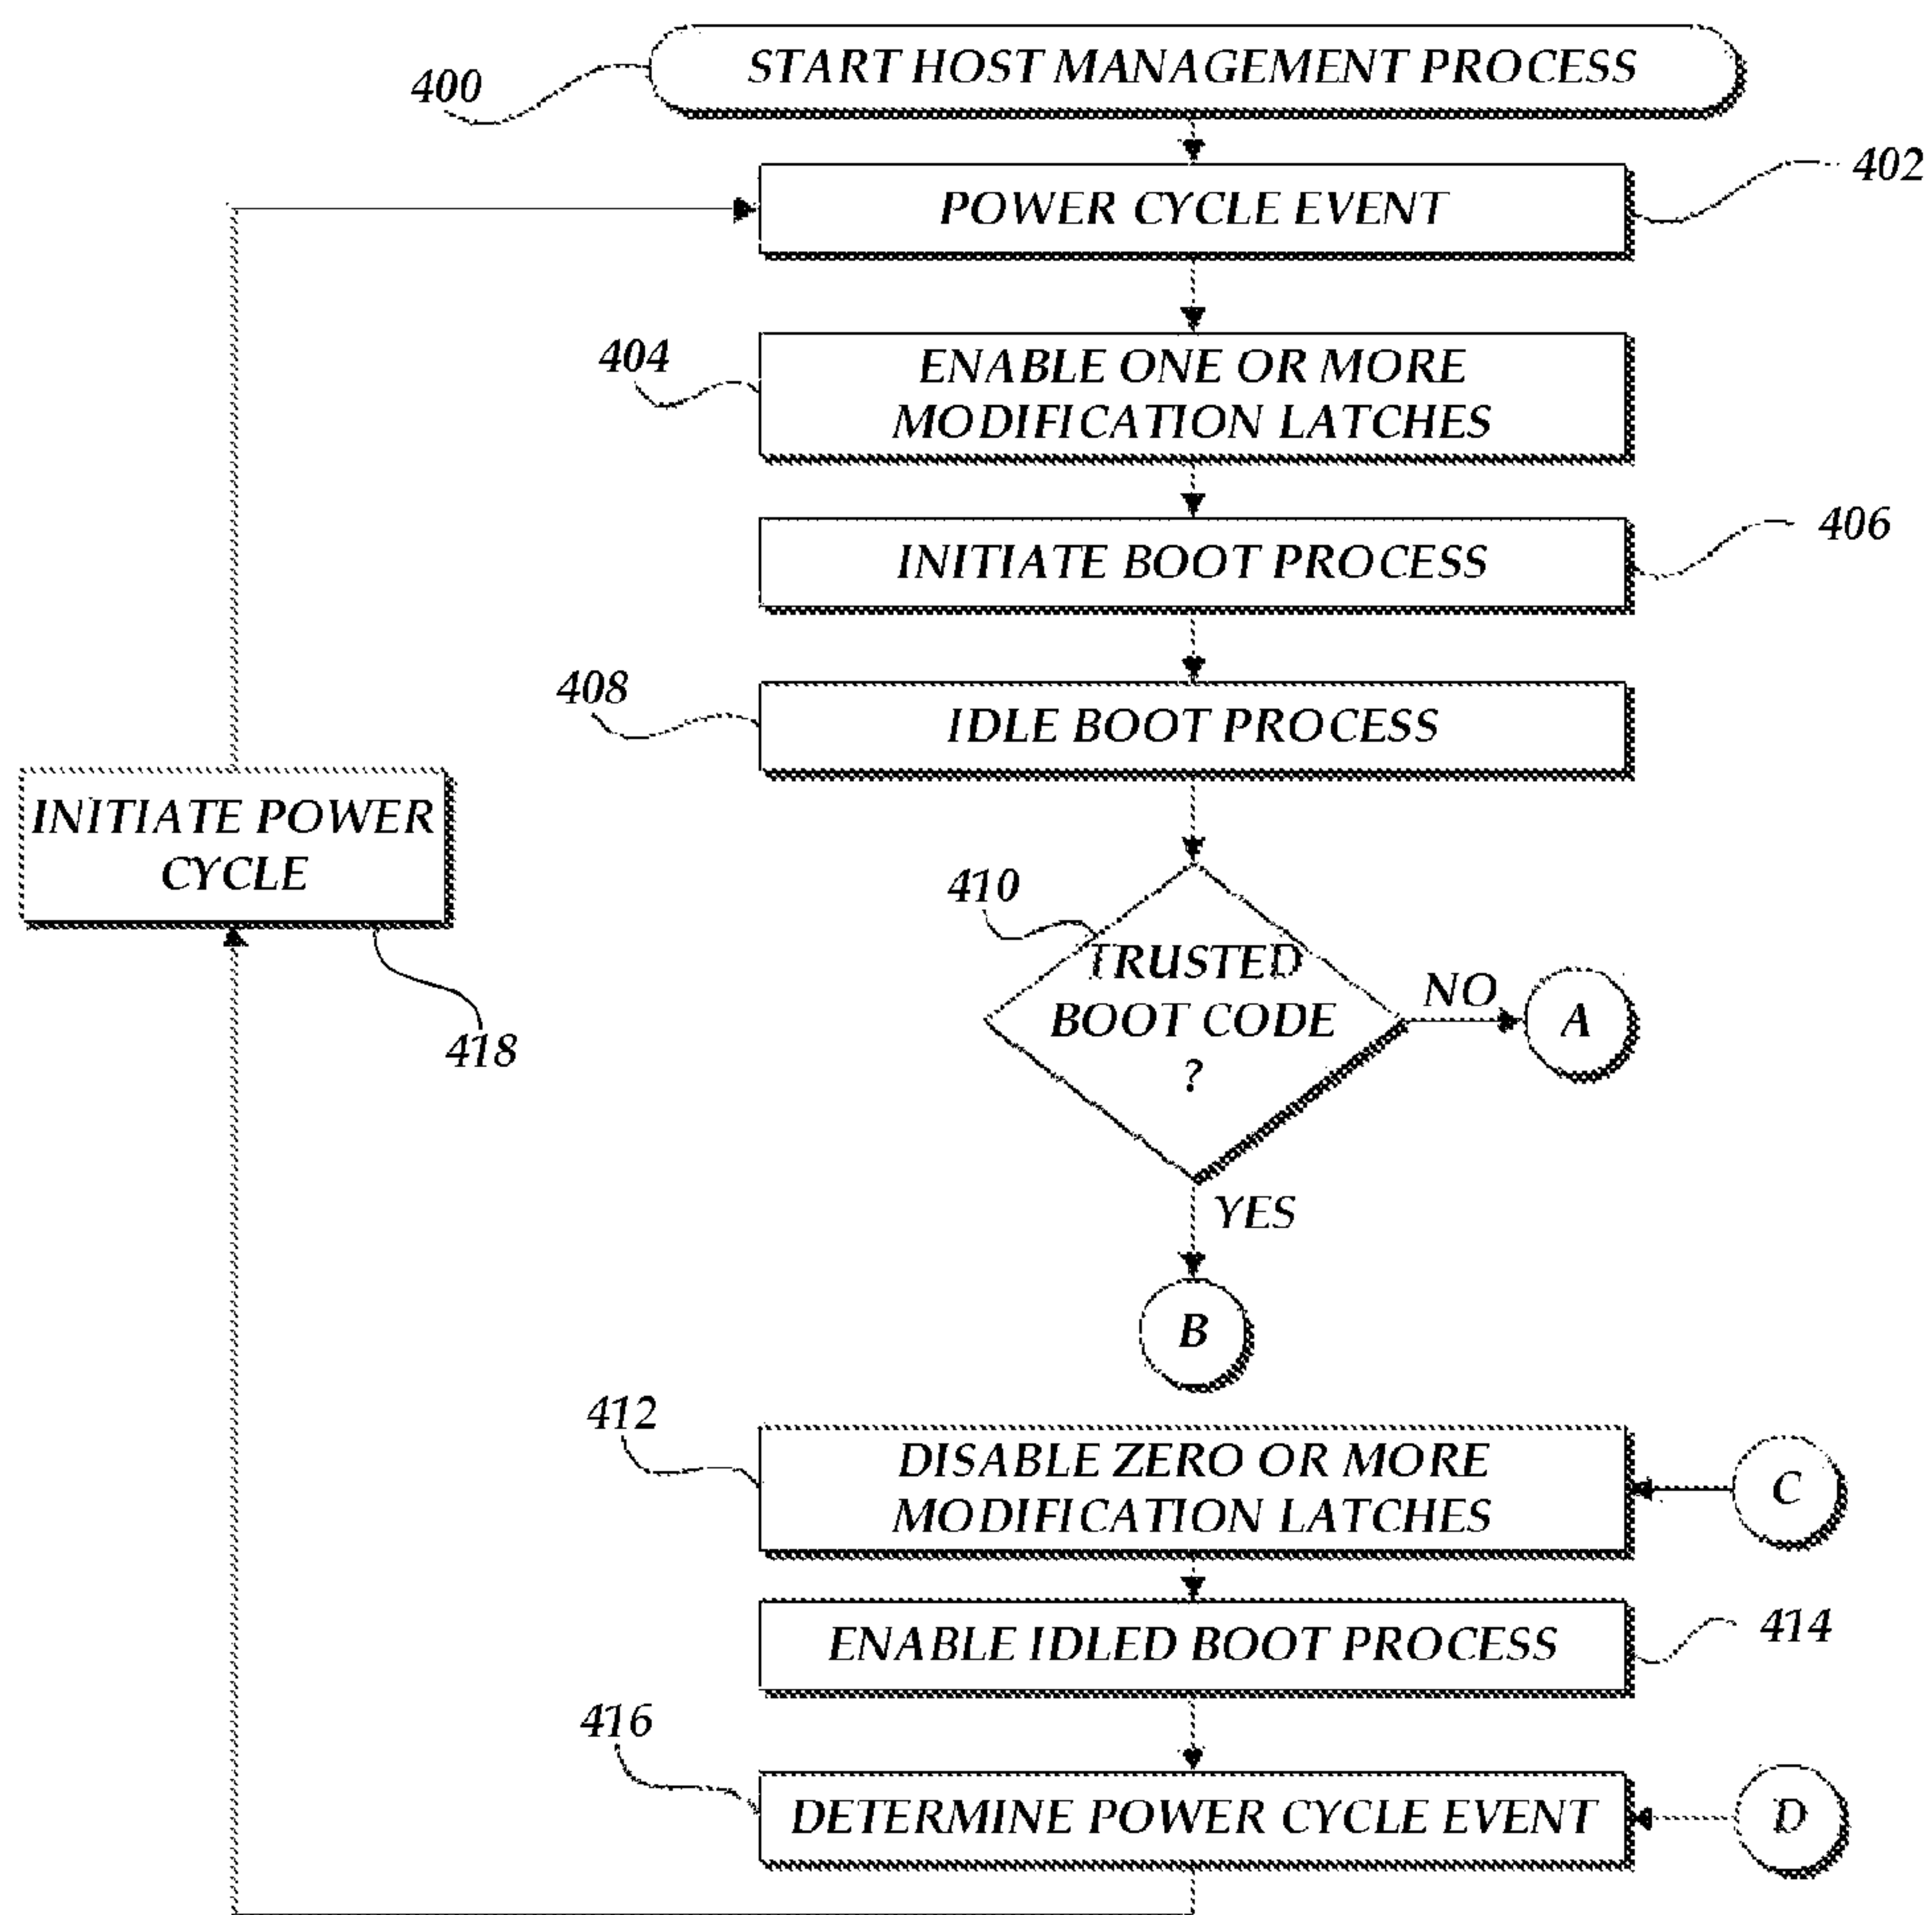 START HOST MANAGEMENT PROCESS
400
402
POWER CYCLE EVENT
404
ENABLE ONE OR MORE
MODIFICATION LATCHES
406
INITIATE BOOT PROCESS
408
IDLE BOOT PROCESS
INITIATE POWER
CYCLE
418
410
TRUSTED
BOOT CODE
?
NO
A
YES
B
412
DISABLE ZERO OR MORE
MODIFICATION LATCHES
C
ENABLE IDLED BOOT PROCESS
414
416
DETERMINE POWER CYCLE EVENT
D